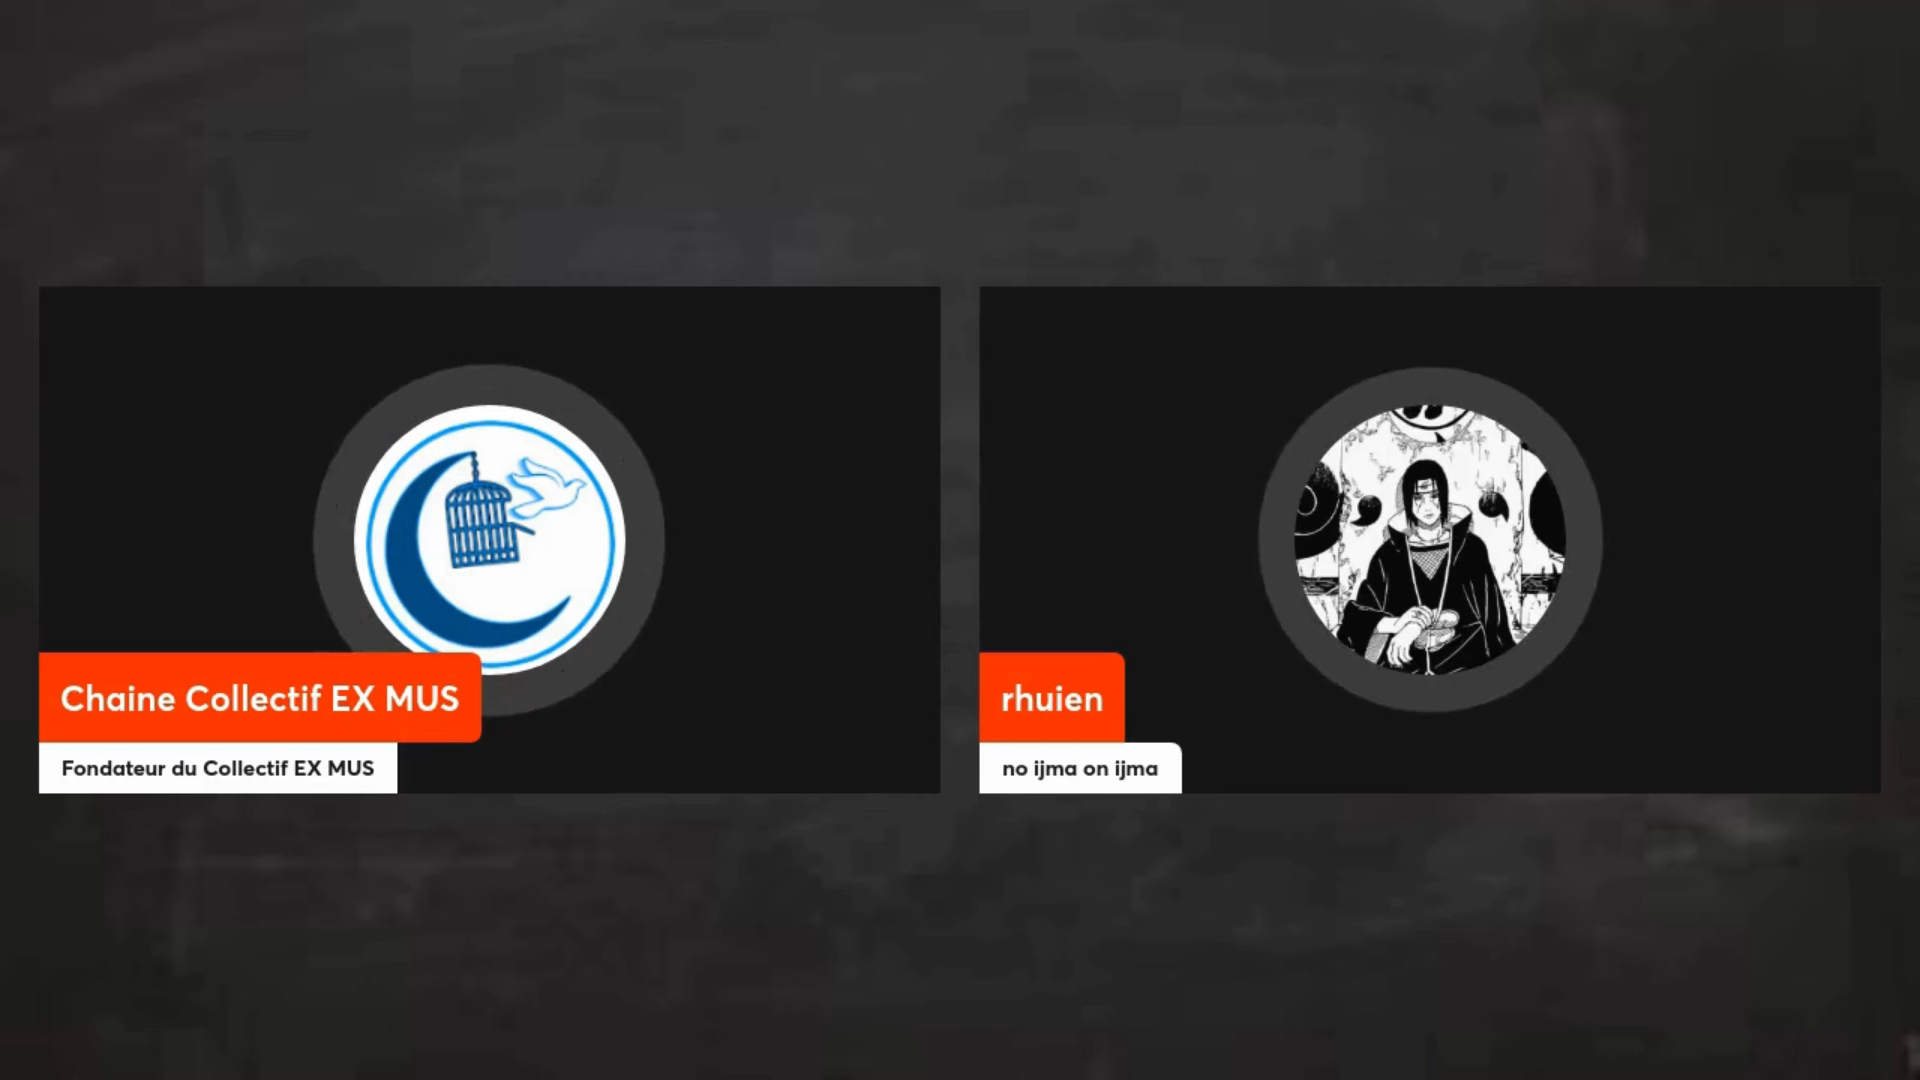 Chaine Collectif EX MUS
Fondateur du Collectif EX MUS
rhuien
no ijma on ijma